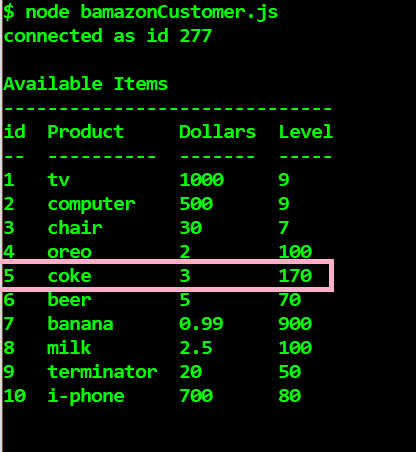 $ node bamazonCustomer.js
connected as id 277
Available Items
------------------------------
id  Product     Dollars  Level
--  ----------  -------  -----
1   tv          1000     9
2   computer    500      9
3   chair       30       7
4   oreo        2        100
5   coke        3        170
6   beer        5        70
7   banana      0.99     900
8   milk        2.5      100
9   terminator  20       50
10  i-phone     700      80